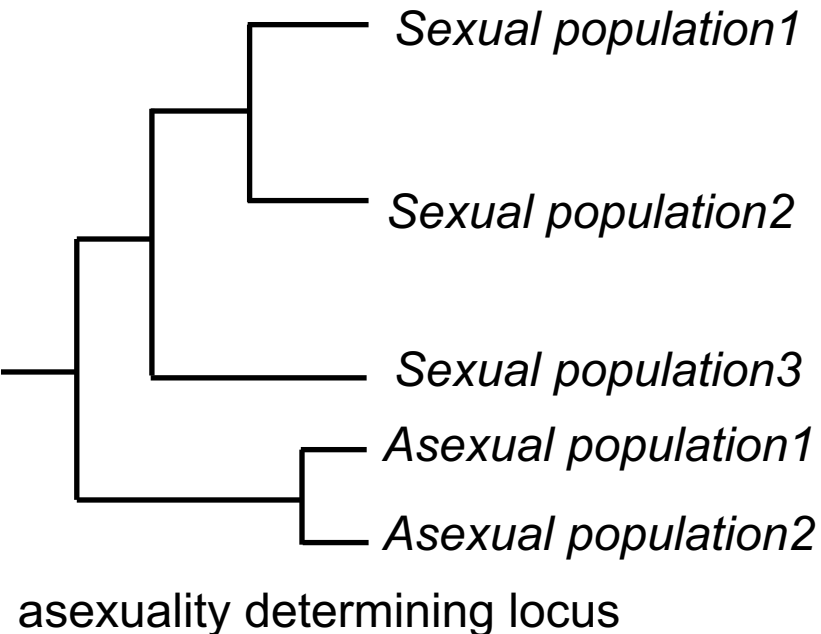 Sexual population1
Sexual population2
Sexual population3
Asexual population1
Asexual population2
asexuality determining locus